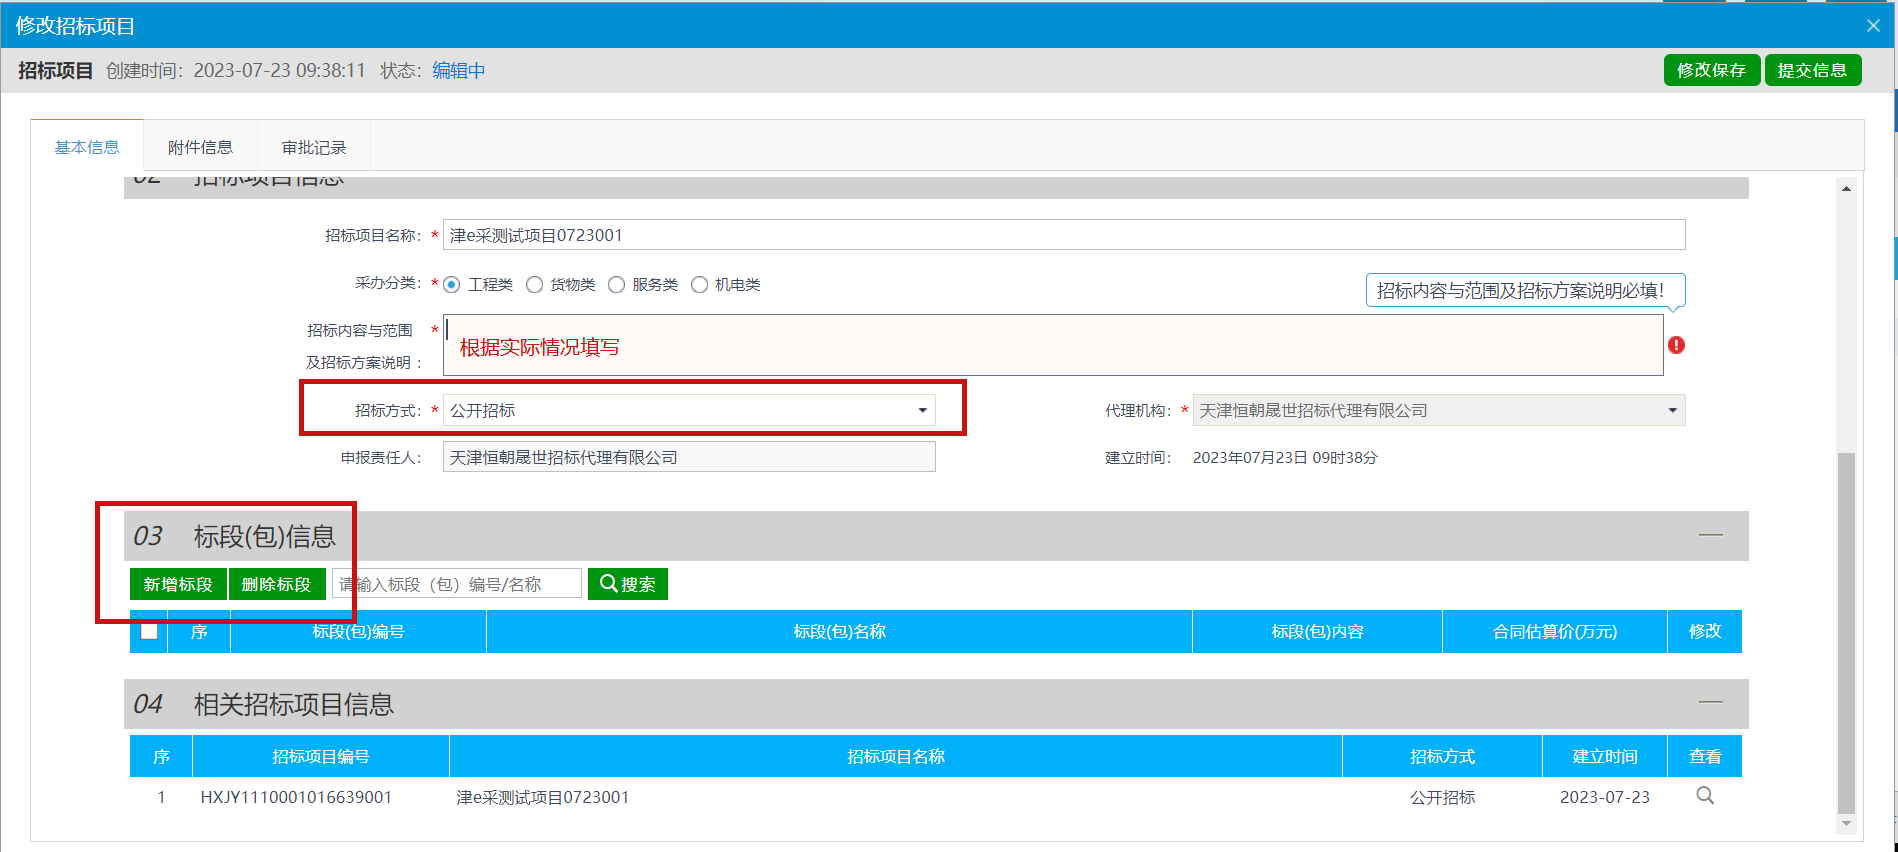 修改招标项目
招标项目 创建时间：2023-07-23 09:38:11 状态：编辑中 修改保存 提交信息
基本信息 附件信息 审批记录
02 招标项目信息
招标项目名称：* 津e采测试项目0723001
采办分类：* 工程类 货物类 服务类 机电类
招标内容与范围及招标方案说明必填！
招标内容与范围 *
根据实际情况填写
及招标方案说明：
招标方式：* 公开招标 代理机构：* 天津恒朝晟世招标代理有限公司
申报责任人： 天津恒朝晟世招标代理有限公司 建立时间： 2023年07月23日 09时38分
03 标段(包)信息
新增标段 删除标段 请输入标段（包）编号/名称 搜索
序 标段(包)编号 标段(包)名称 标段(包)内容 合同估算价(万元) 修改
04 相关招标项目信息
序 招标项目编号 招标项目名称 招标方式 建立时间 查看
1 HXJY1110001016639001 津e采测试项目0723001 公开招标 2023-07-23